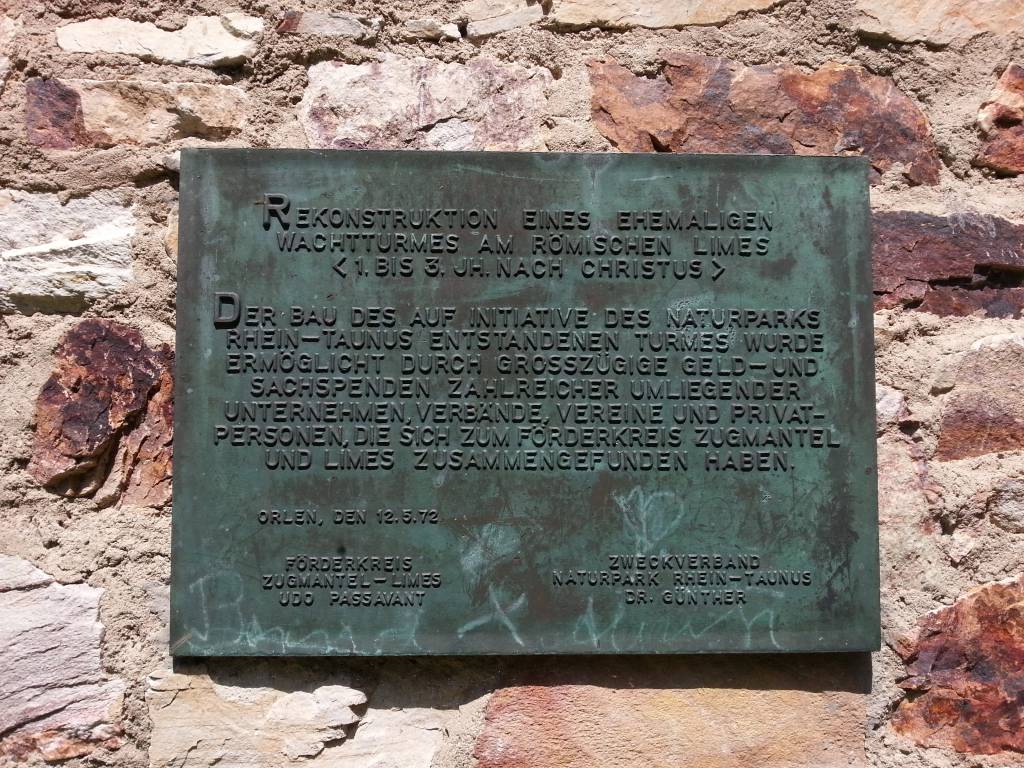 REKONSTRUKTION EINES EHEMALIGEN
WACHTTURMES AM RÖMISCHEN LIMES
<1. BIS 3. JH. NACH CHRISTUS>
DER BAU DES AUF INITIATIVE DES NATURPARKS
RHEIN-TAUNUS ENTSTANDENEN TURMES WURDE
ERMÖGLICHT DURCH GROSSZÜGIGE GELD-UND
SACHSPENDEN ZAHLREICHER UMLIEGENDER
UNTERNEHMEN, VERBÄNDE, VEREINE UND PRIVAT-
PERSONEN, DIE SICH ZUM FÖRDERKREIS ZUGMANTEL
UND LIMES ZUSAMMENGEFUNDEN HABEN.
ORLEN, DEN 12.5.72
FÖRDERKREIS
ZUGMANTEL-LIMES
UDO PASSAVANT
ZWECKVERBAND
NATURPARK RHEIN-TAUNUS
DR. GÜNTHER